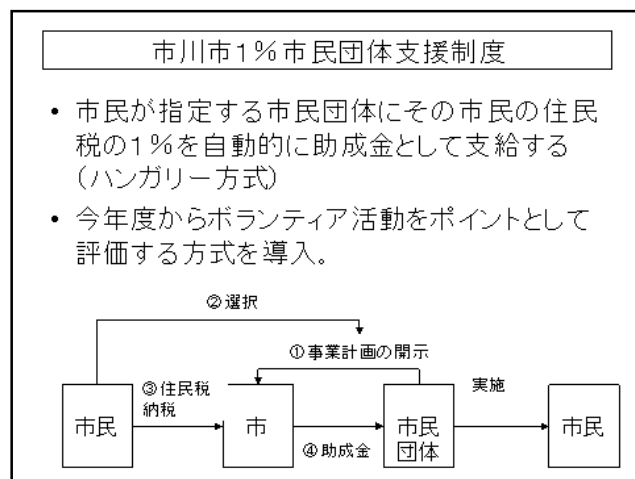 市川市1%市民団体支援制度
• 市民が指定する市民団体にその市民の住民
税の1%を自動的に助成金として支給する
(ハンガリー方式)
• 今年度からボランティア活動をポイントとして
評価する方式を導入。
②選択
①事業計画の開示
③住民税
納税
実施
市民
市
市民
団体
市民
④助成金